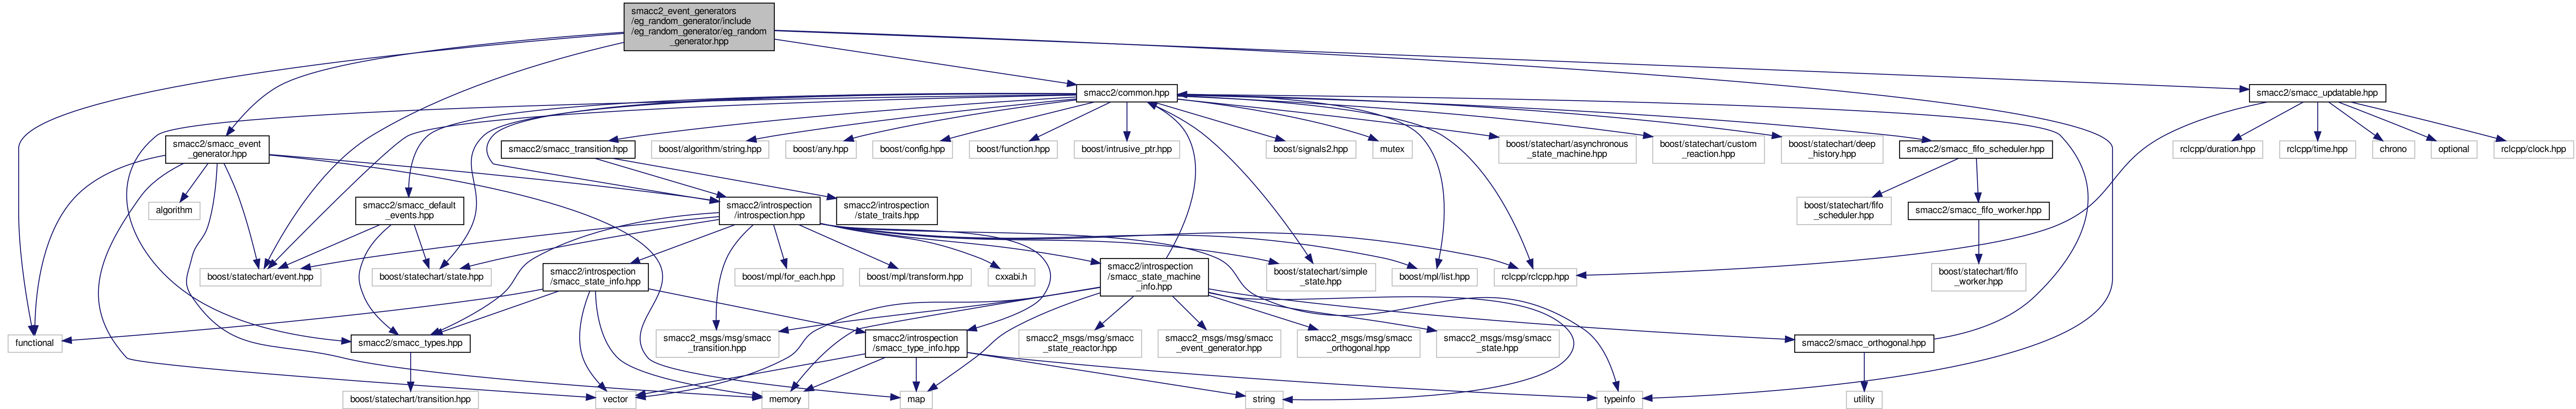 smacc2_event_generators
/eg_random_generator/include
/eg_random_generator/eg_random
_generator.hpp
smacc2/common.hpp
smacc2/smacc_updatable.hpp
smacc2/smacc_event
_generator.hpp
smacc2/smacc_transition.hpp
boost/algorithm/string.hpp
boost/any.hpp
boost/config.hpp
boost/function.hpp
boost/intrusive_ptr.hpp
boost/signals2.hpp
mutex
boost/statechart/asynchronous
_state_machine.hpp
boost/statechart/custom
_reaction.hpp
boost/statechart/deep
_history.hpp
smacc2/smacc_fifo_scheduler.hpp
rclcpp/duration.hpp
rclcpp/time.hpp
chrono
optional
rclcpp/clock.hpp
algorithm
smacc2/smacc_default
_events.hpp
smacc2/introspection
/introspection.hpp
smacc2/introspection
/state_traits.hpp
boost/statechart/fifo
_scheduler.hpp
smacc2/smacc_fifo_worker.hpp
boost/statechart/event.hpp
boost/statechart/state.hpp
smacc2/introspection
/smacc_state_info.hpp
boost/mpl/for_each.hpp
boost/mpl/transform.hpp
cxxabi.h
smacc2/introspection
/smacc_state_machine
_info.hpp
boost/statechart/simple
_state.hpp
boost/mpl/list.hpp
rclcpp/rclcpp.hpp
boost/statechart/fifo
_worker.hpp
functional
smacc2/smacc_types.hpp
smacc2_msgs/msg/smacc
_transition.hpp
smacc2/introspection
/smacc_type_info.hpp
smacc2_msgs/msg/smacc
_state_reactor.hpp
smacc2_msgs/msg/smacc
_event_generator.hpp
smacc2_msgs/msg/smacc
_orthogonal.hpp
smacc2_msgs/msg/smacc
_state.hpp
smacc2/smacc_orthogonal.hpp
boost/statechart/transition.hpp
vector
memory
map
string
typeinfo
utility